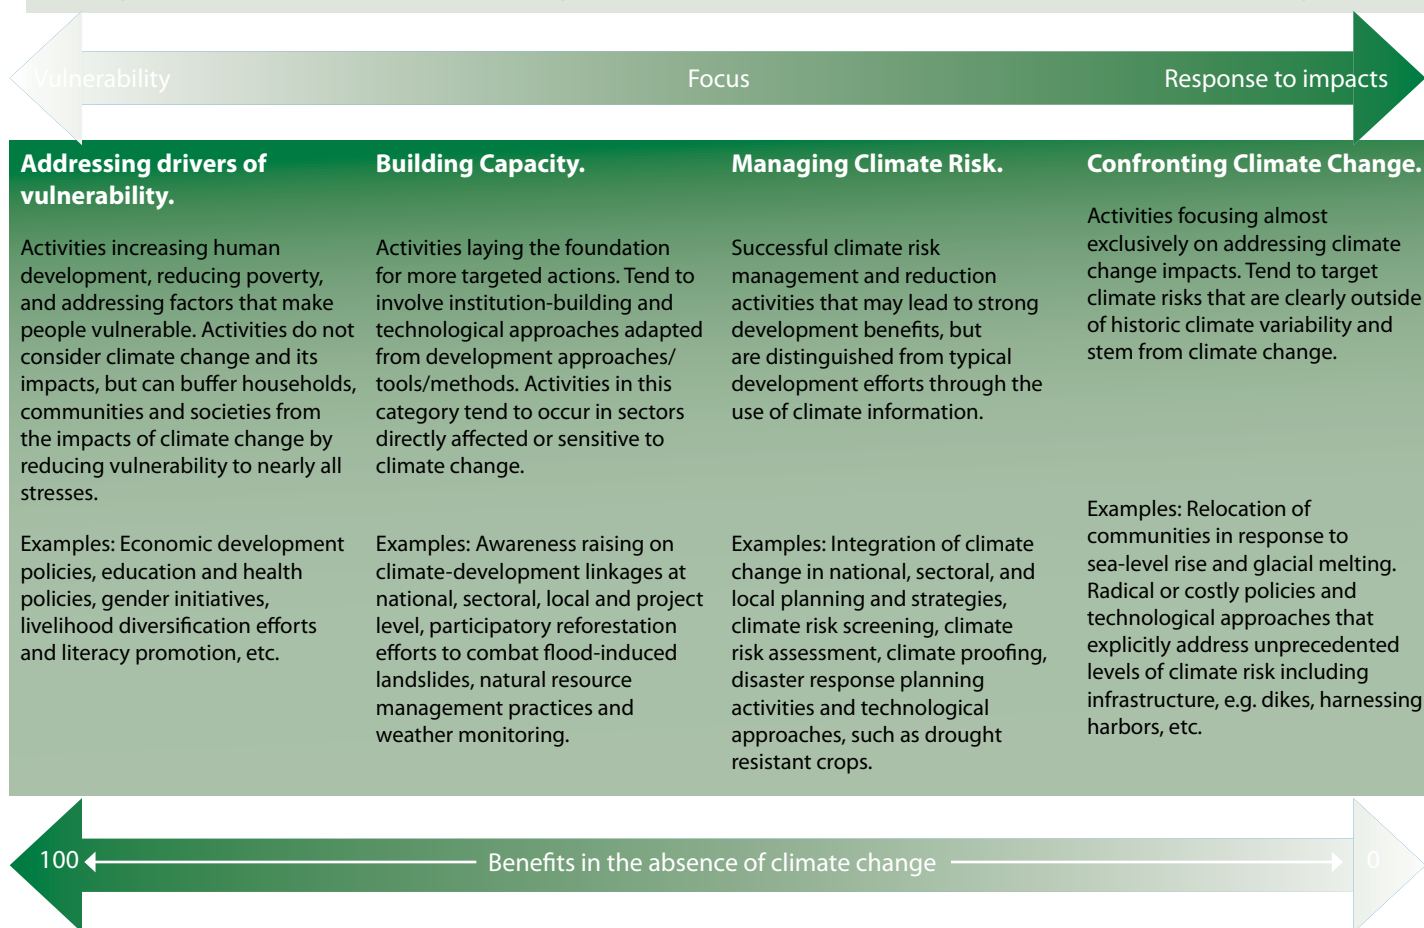 Vulnerability
Focus
Response to impacts
Addressing drivers of
vulnerability.
Activities increasing human
development, reducing poverty,
and addressing factors that make
people vulnerable. Activities do not
consider climate change and its
impacts, but can buffer households,
communities and societies from
the impacts of climate change by
reducing vulnerability to nearly all
stresses.
Examples: Economic development
policies, education and health
policies, gender initiatives,
livelihood diversification efforts
and literacy promotion, etc.
Building Capacity.
Activities laying the foundation
for more targeted actions. Tend to
involve institution-building and
technological approaches adapted
from development approaches/
tools/methods. Activities in this
category tend to occur in sectors
directly affected or sensitive to
climate change.
Examples: Awareness raising on
climate-development linkages at
national, sectoral, local and project
level, participatory reforestation
efforts to combat flood-induced
landslides, natural resource
management practices and
weather monitoring.
Managing Climate Risk.
Successful climate risk
management and reduction
activities that may lead to strong
development benefits, but
are distinguished from typical
development efforts through the
use of climate information.
Examples: Integration of climate
change in national, sectoral, and
local planning and strategies,
climate risk screening, climate
risk assessment, climate proofing,
disaster response planning
activities and technological
approaches, such as drought
resistant crops.
Confronting Climate Change.
Activities focusing almost
exclusively on addressing climate
change impacts. Tend to target
climate risks that are clearly outside
of historic climate variability and
stem from climate change.
Examples: Relocation of
communities in response to
sea-level rise and glacial melting.
Radical or costly policies and
technological approaches that
explicitly address unprecedented
levels of climate risk including
infrastructure, e.g. dikes, harnessing
harbors, etc.
100
Benefits in the absence of climate change
0